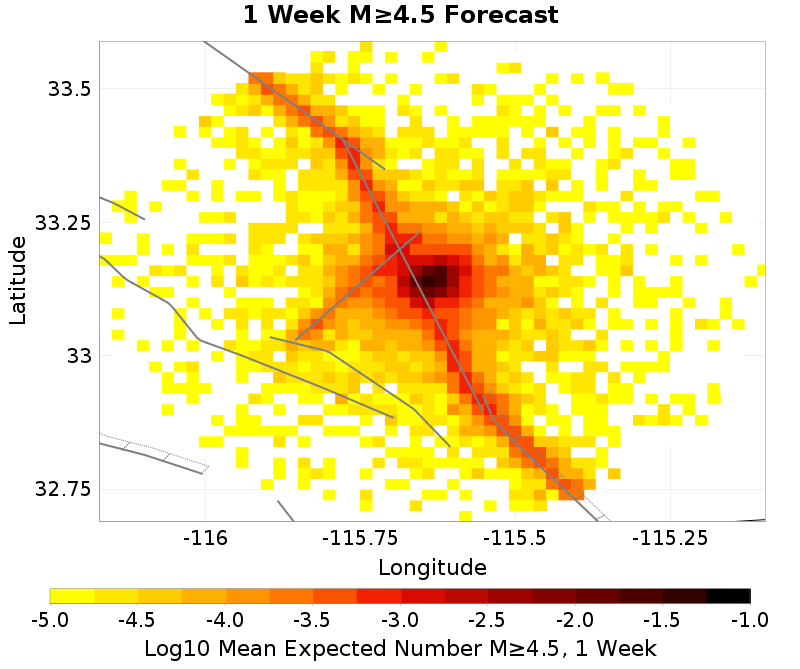 1 Week M≥4.5 Forecast
33.5
33.25
33
32.75
Latitude
-116 -115.75 -115.5 -115.25
Longitude
-5.0 -4.5 -4.0 -3.5 -3.0 -2.5 -2.0 -1.5 -1.0
Log10 Mean Expected Number M≥4.5, 1 Week